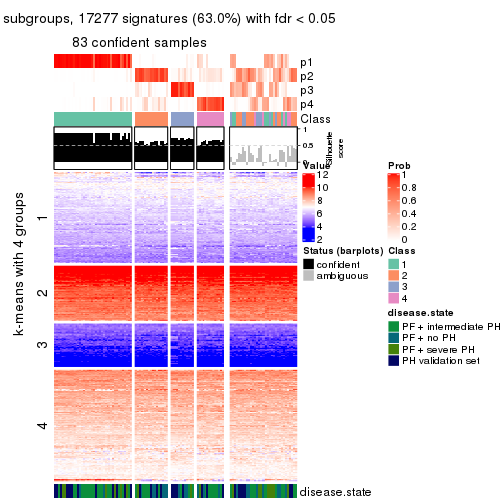 subgroups, 17277 signatures (63.0%) with fdr < 0.05
83 confident samples
p1
p2
p3
p4
Class
1
0.5
0
Silhouette
score
k-means with 4 groups
1
2
3
4
Value
12
10
8
6
4
2
Status (barplots)
confident
ambiguous
Prob
1
0.8
0.6
0.4
0.2
0
Class
1
2
3
4
disease.state
PF + intermediate PH
PF + no PH
PF + severe PH
PH validation set
disease.state